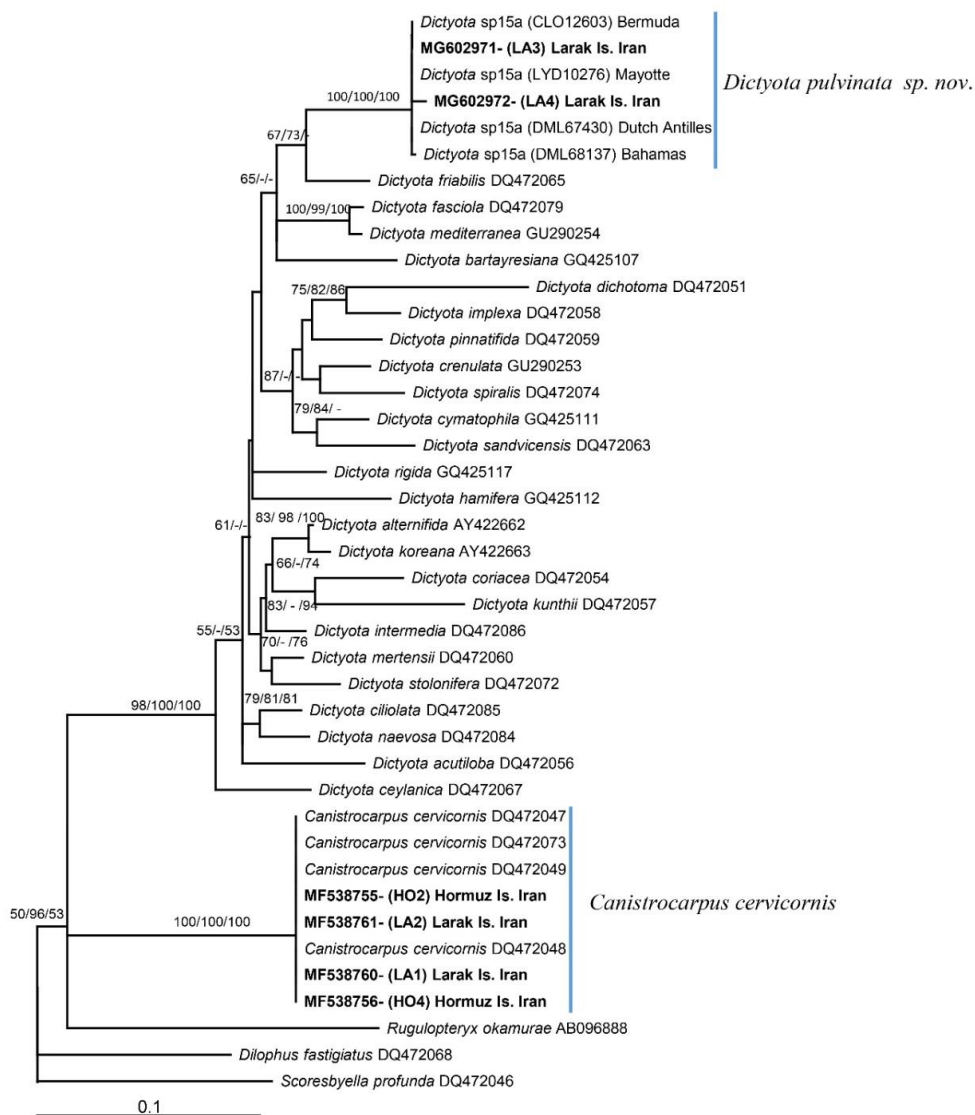 Dictyota sp15a (CLO12603) Bermuda
MG602971- (LA3) Larak Is. Iran
Dictyota sp15a (LYD10276) Mayotte
Dictyota pulvinata sp. nov.
100/100/100
MG602972- (LA4) Larak Is. Iran
Dictyota sp15a (DML67430) Dutch Antilles
67/73/-
Dictyota sp15a (DML68137) Bahamas
65/-/-
Dictyota friabilis DQ472065
100/99/100
Dictyota fasciola DQ472079
Dictyota mediterranea GU290254
Dictyota bartayresiana GQ425107
75/82/86
Dictyota dichotoma DQ472051
Dictyota implexa DQ472058
Dictyota pinnatifida DQ472059
87/-/-
Dictyota crenulata GU290253
Dictyota spiralis DQ472074
79/84/ -
Dictyota cymatophila GQ425111
Dictyota sandvicensis DQ472063
Dictyota rigida GQ425117
Dictyota hamifera GQ425112
61/-/-
83/ 98 /100
Dictyota alternifida AY422662
Dictyota koreana AY422663
66/-/74
Dictyota coriacea DQ472054
83/ - /94
Dictyota kunthii DQ472057
55/-/53
Dictyota intermedia DQ472086
70/- /76
Dictyota mertensii DQ472060
Dictyota stolonifera DQ472072
98/100/100
79/81/81
Dictyota ciliolata DQ472085
Dictyota naevosa DQ472084
Dictyota acutiloba DQ472056
Dictyota ceylanica DQ472067
Canistrocarpus cervicornis DQ472047
Canistrocarpus cervicornis DQ472073
Canistrocarpus cervicornis DQ472049
MF538755- (HO2) Hormuz Is. Iran
Canistrocarpus cervicornis
50/96/53
100/100/100
MF538761- (LA2) Larak Is. Iran
Canistrocarpus cervicornis DQ472048
MF538760- (LA1) Larak Is. Iran
MF538756- (HO4) Hormuz Is. Iran
Rugulopteryx okamurae AB096888
Dilophus fastigiatus DQ472068
Scoresbyella profunda DQ472046
0.1